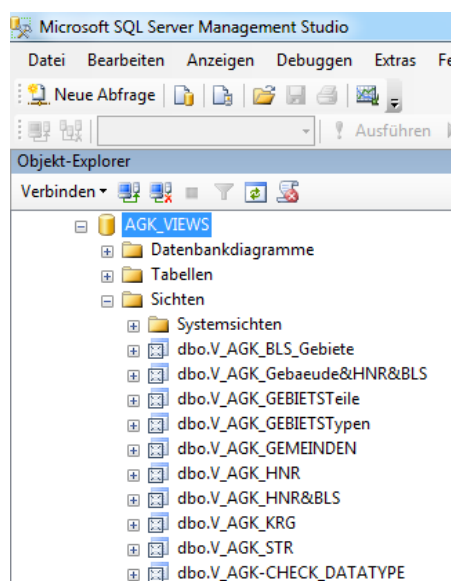 Microsoft SQL Server Management Studio
Datei Bearbeiten Anzeigen Debuggen Extras Fe
Neue Abfrage
Ausführen
Objekt-Explorer
Verbinden
AGK_VIEWS
Datenbankdiagramme
Tabellen
Sichten
Systemsichten
dbo.V_AGK_BLS_Gebiete
dbo.V_AGK_Gebaeude&HNR&BLS
dbo.V_AGK_GEBIETSTeile
dbo.V_AGK_GEBIETSTypen
dbo.V_AGK_GEMEINDEN
dbo.V_AGK_HNR
dbo.V_AGK_HNR&BLS
dbo.V_AGK_KRG
dbo.V_AGK_STR
dbo.V_AGK-CHECK_DATATYPE